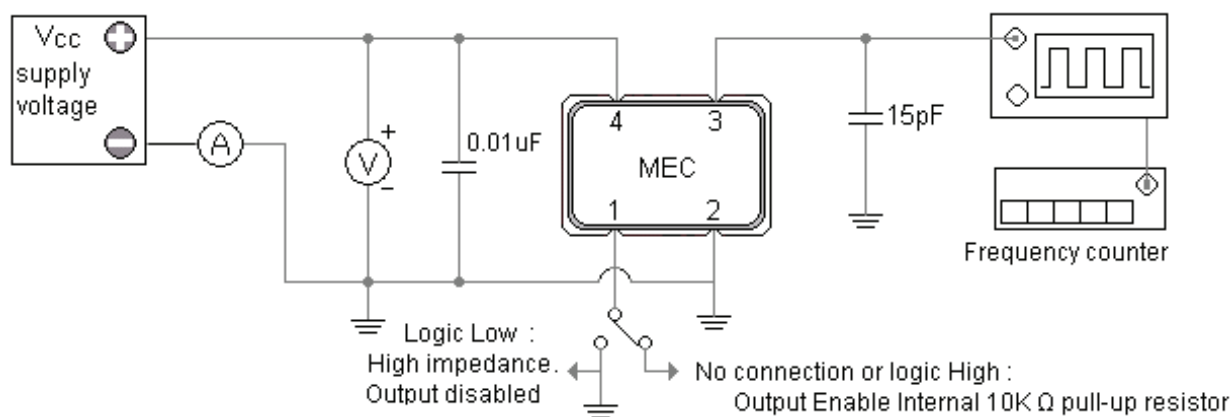 Vcc
supply
voltage
A
+
V
-
0.01uF
4 3
MEC
1 2
15pF
Frequency counter
Logic Low :
High impedance.
Output disabled
No connection or logic High :
Output Enable Internal 10K Ω pull-up resistor